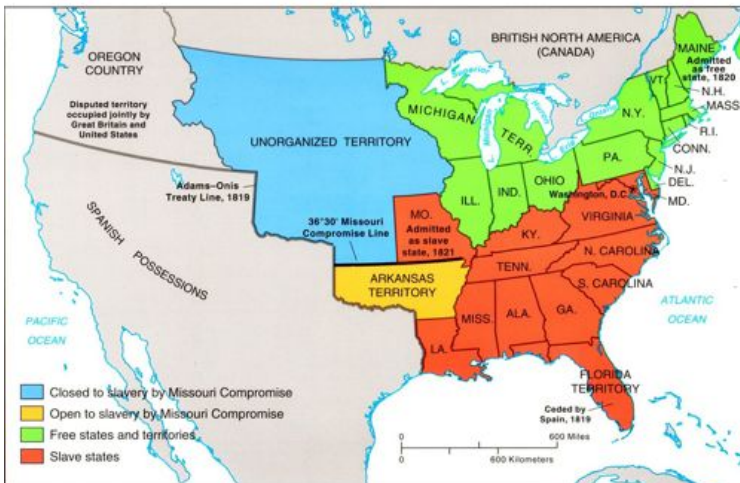 BRITISH NORTH AMERICA
(CANADA)
OREGON
COUNTRY
Disputed territory
occupied jointly by
Great Britain and
United States
UNORGANIZED TERRITORY
MAINE
Admitted
as free
state, 1820
VT.
N.H.
MASS.
R.I.
CONN.
N.Y.
PA.
N.J.
DEL.
MD.
L. Superior
L. Michigan
L. Huron
Erie
Ontario
MICHIGAN
TERR.
ILL.
IND.
OHIO
Washington, D.C.
Adams–Onis
Treaty Line, 1819
36°30' Missouri
Compromise Line
MO.
Admitted
as slave
state, 1821
KY.
VIRGINIA
TENN.
N. CAROLINA
S. CAROLINA
ARKANSAS
TERRITORY
MISS.
ALA.
GA.
LA.
FLORIDA
TERRITORY
Ceded by
Spain, 1819
SPANISH POSSESSIONS
PACIFIC
OCEAN
ATLANTIC
OCEAN
Closed to slavery by Missouri Compromise
Open to slavery by Missouri Compromise
Free states and territories
Slave states
0
600 Miles
0
600 Kilometers